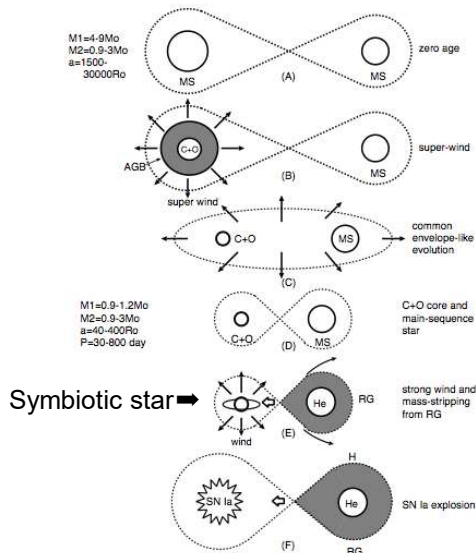 M1=4-9Mo
M2=0.9-3Mo
a=1500-
30000Ro
MS
MS
zero age
(A)
C+O
AGB
MS
super-wind
(B)
super wind
C+O
MS
common
envelope-like
evolution
(C)
M1=0.9-1.2Mo
M2=0.9-3Mo
a=40-400Ro
P=30-800 day
C+O
MS
C+O core and
main-sequence
star
(D)
Symbiotic star
He
RG
strong wind and
mass-stripping
from RG
wind
(E)
H
SN Ia
He
SN Ia explosion
(F)
RG